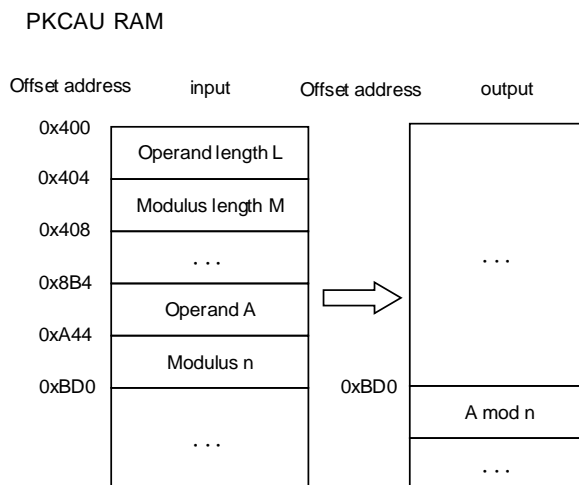 PKCAU RAM
Offset address input Offset address output
0x400
Operand length L
0x404
Modulus length M
0x408
. . .
. . .
0x8B4
Operand A
0xA44
Modulus n
0xBD0 0xBD0
A mod n
. . .
. . .